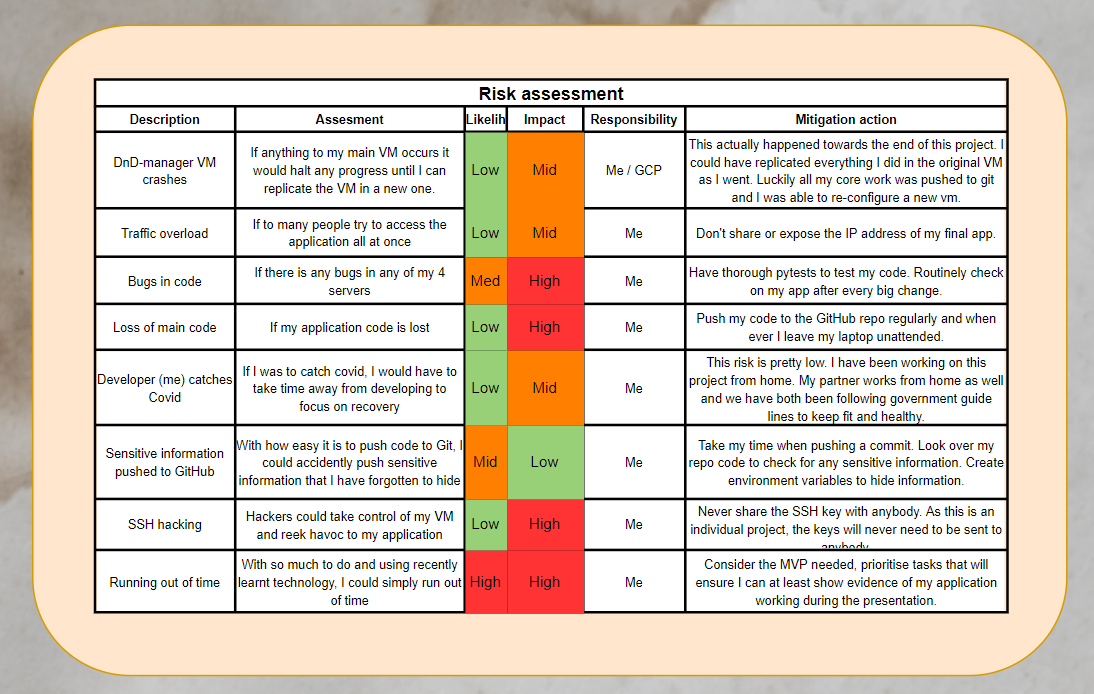 Risk assessment
Description Assesment Likelih Impact Responsibility Mitigation action
DnD-manager VM
crashes
If anything to my main VM occurs it
would halt any progress until I can
replicate the VM in a new one.
Low
Mid
Me / GCP
This actually happened towards the end of this project. I
could have replicated everything I did in the original VM
as I went. Luckily all my core work was pushed to git
and I was able to re-configure a new vm.
Traffic overload
If to many people try to access the
application all at once
Low
Mid
Me
Don't share or expose the IP address of my final app.
Bugs in code
If there is any bugs in any of my 4
servers
Med
High
Me
Have thorough pytests to test my code. Routinely check
on my app after every big change.
Loss of main code
If my application code is lost
Low
High
Me
Push my code to the GitHub repo regularly and when
ever I leave my laptop unattended.
Developer (me) catches
Covid
If I was to catch covid, I would have to
take time away from developing to
focus on recovery
Low
Mid
Me
This risk is pretty low. I have been working on this
project from home. My partner works from home as well
and we have both been following government guide
lines to keep fit and healthy.
Sensitive information
pushed to GitHub
With how easy it is to push code to Git, I
could accidently push sensitive
information that I have forgotten to hide
Mid
Low
Me
Take my time when pushing a commit. Look over my
repo code to check for any sensitive information. Create
environment variables to hide information.
SSH hacking
Hackers could take control of my VM
and reek havoc to my application
Low
High
Me
Never share the SSH key with anybody. As this is an
individual project, the keys will never need to be sent to
anybody
Running out of time
With so much to do and using recently
learnt technology, I could simply run out
of time
High
High
Me
Consider the MVP needed, prioritise tasks that will
ensure I can at least show evidence of my application
working during the presentation.